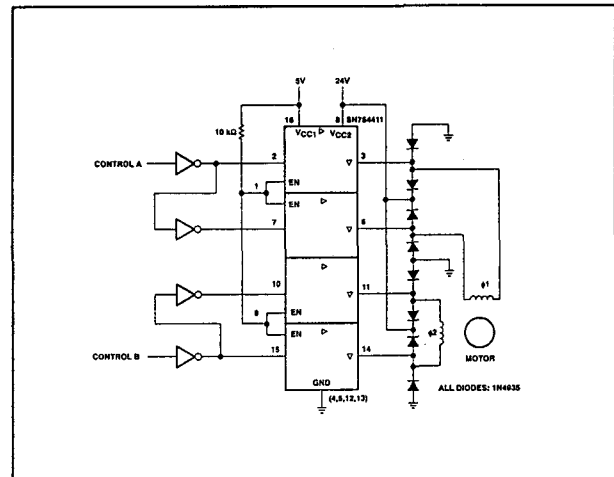 5V 24V
16 8 SN754411
10 kΩ VCC1 VCC2
CONTROL A 2 3
1 EN
EN
7 6
φ1
10 11
φ2
9 EN
EN MOTOR
CONTROL B 15 14
GND ALL DIODES: 1N4935
(4,5,12,13)